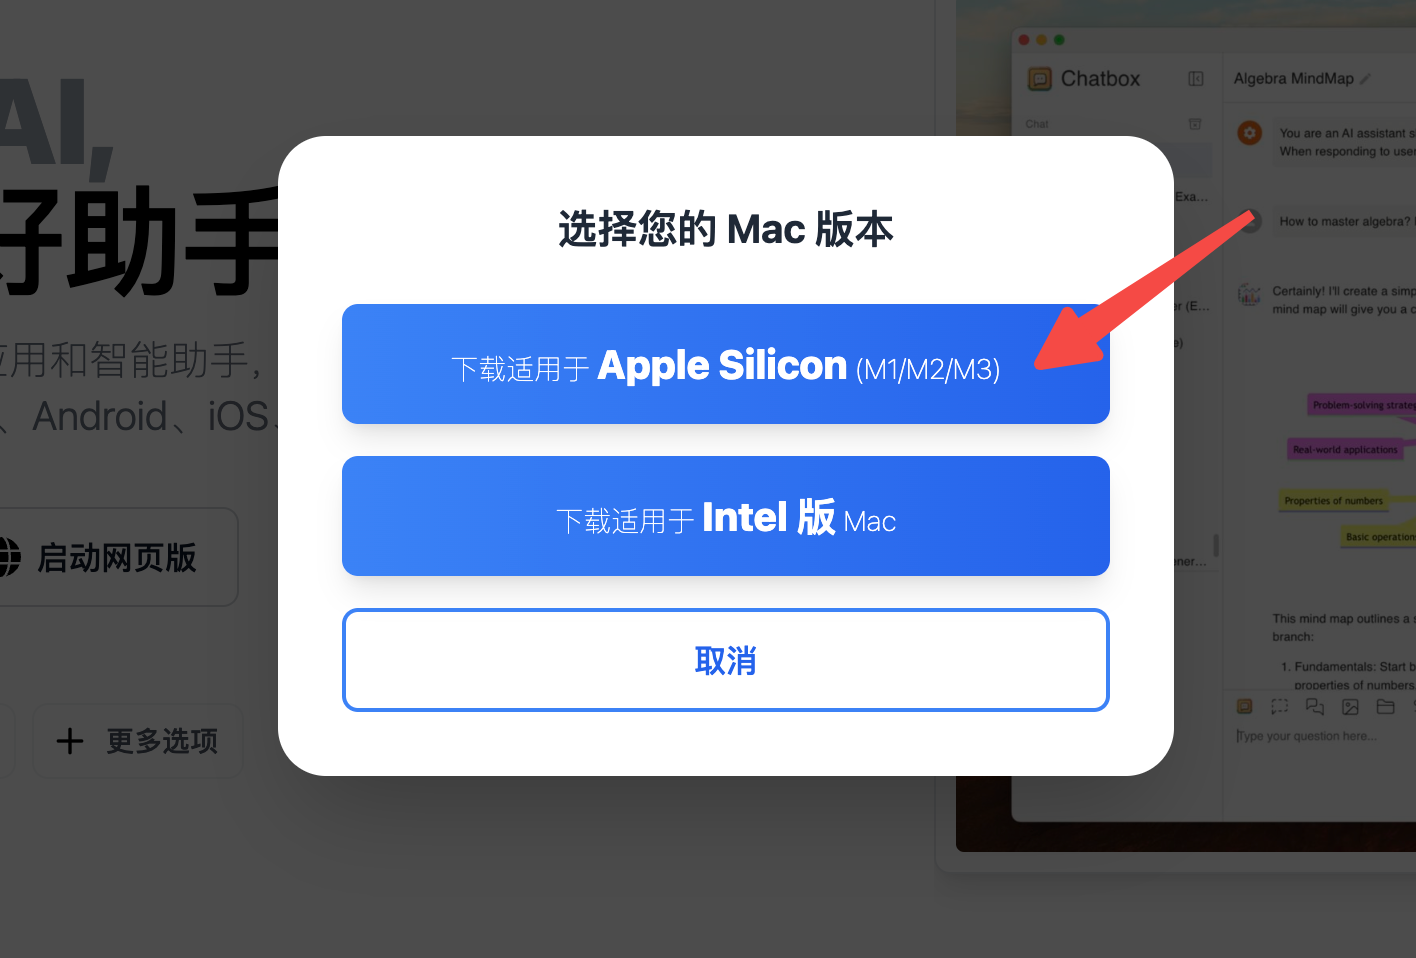 AI,
好助手
应用和智能助手,
、Android、iOS、
启动网页版
更多选项
选择您的 Mac 版本
下载适用于 Apple Silicon (M1/M2/M3)
下载适用于 Intel 版 Mac
取消
Chatbox
Chat
Exa...
r (E...
e)
ener...
Algebra MindMap
You are an AI assistant s
When responding to user
How to master algebra?
Certainly! I'll create a simp
mind map will give you a c
Problem-solving strateg
Real-world applications
Properties of numbers
Basic operation
This mind map outlines a
branch:
1. Fundamentals: Start b
properties of numbers
Type your question here...